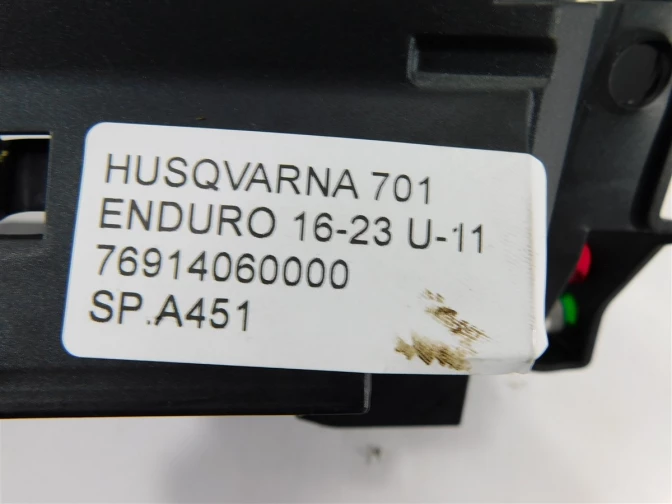 HUSQVARNA 701
ENDURO 16-23 U-11
76914060000
SP.A451